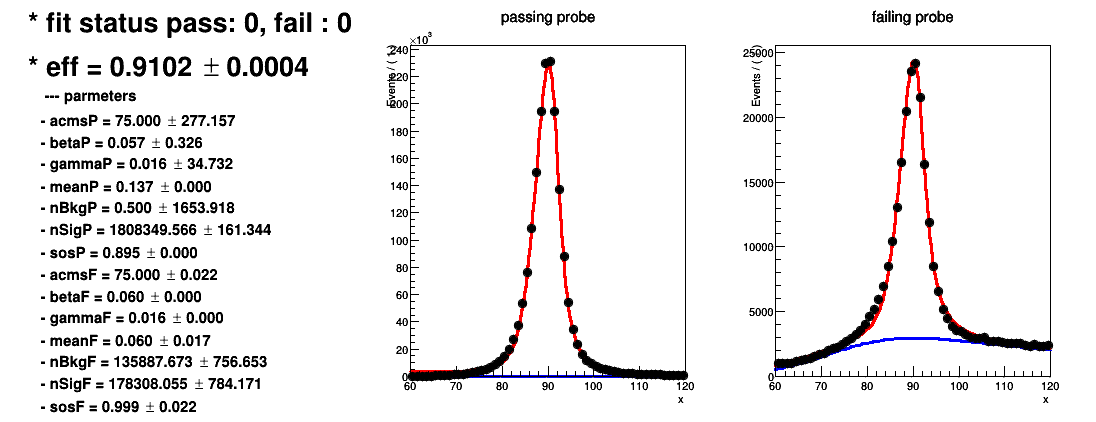 * fit status pass: 0, fail : 0
* eff = 0.9102 ± 0.0004
--- parmeters
- acmsP = 75.000 ± 277.157
- betaP = 0.057 ± 0.326
- gammaP = 0.016 ± 34.732
- meanP = 0.137 ± 0.000
- nBkgP = 0.500 ± 1653.918
- nSigP = 1808349.566 ± 161.344
- sosP = 0.895 ± 0.000
- acmsF = 75.000 ± 0.022
- betaF = 0.060 ± 0.000
- gammaF = 0.016 ± 0.000
- meanF = 0.060 ± 0.017
- nBkgF = 135887.673 ± 756.653
- nSigF = 178308.055 ± 784.171
- sosF = 0.999 ± 0.022
passing probe
×10³
Events / (
240
220
200
180
160
140
120
100
80
60
40
20
0
60 70 80 90 100 110 120
x
failing probe
Events / (
25000
20000
15000
10000
5000
0
60 70 80 90 100 110 120
x